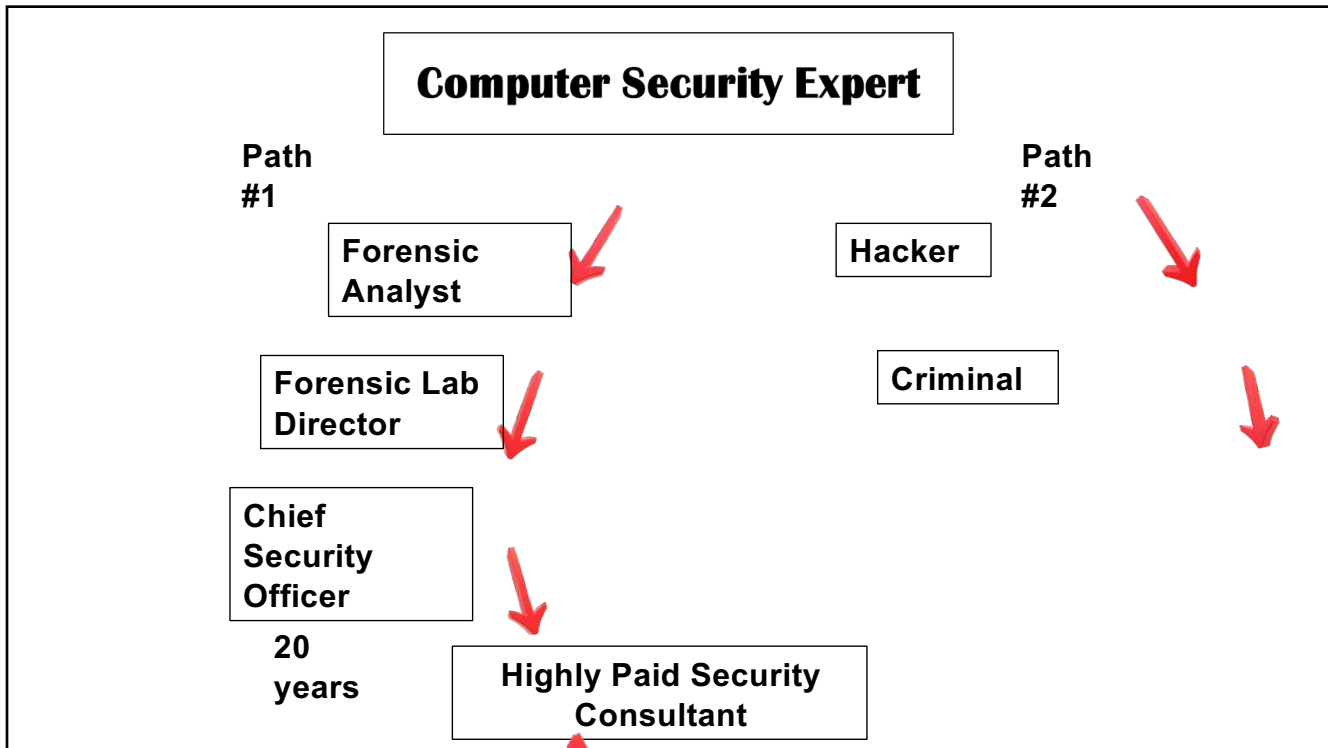 Computer Security Expert
Path
#1
Path
#2
Forensic
Analyst
Hacker
Forensic Lab
Director
Criminal
Chief
Security
Officer
20
years
Highly Paid Security
Consultant